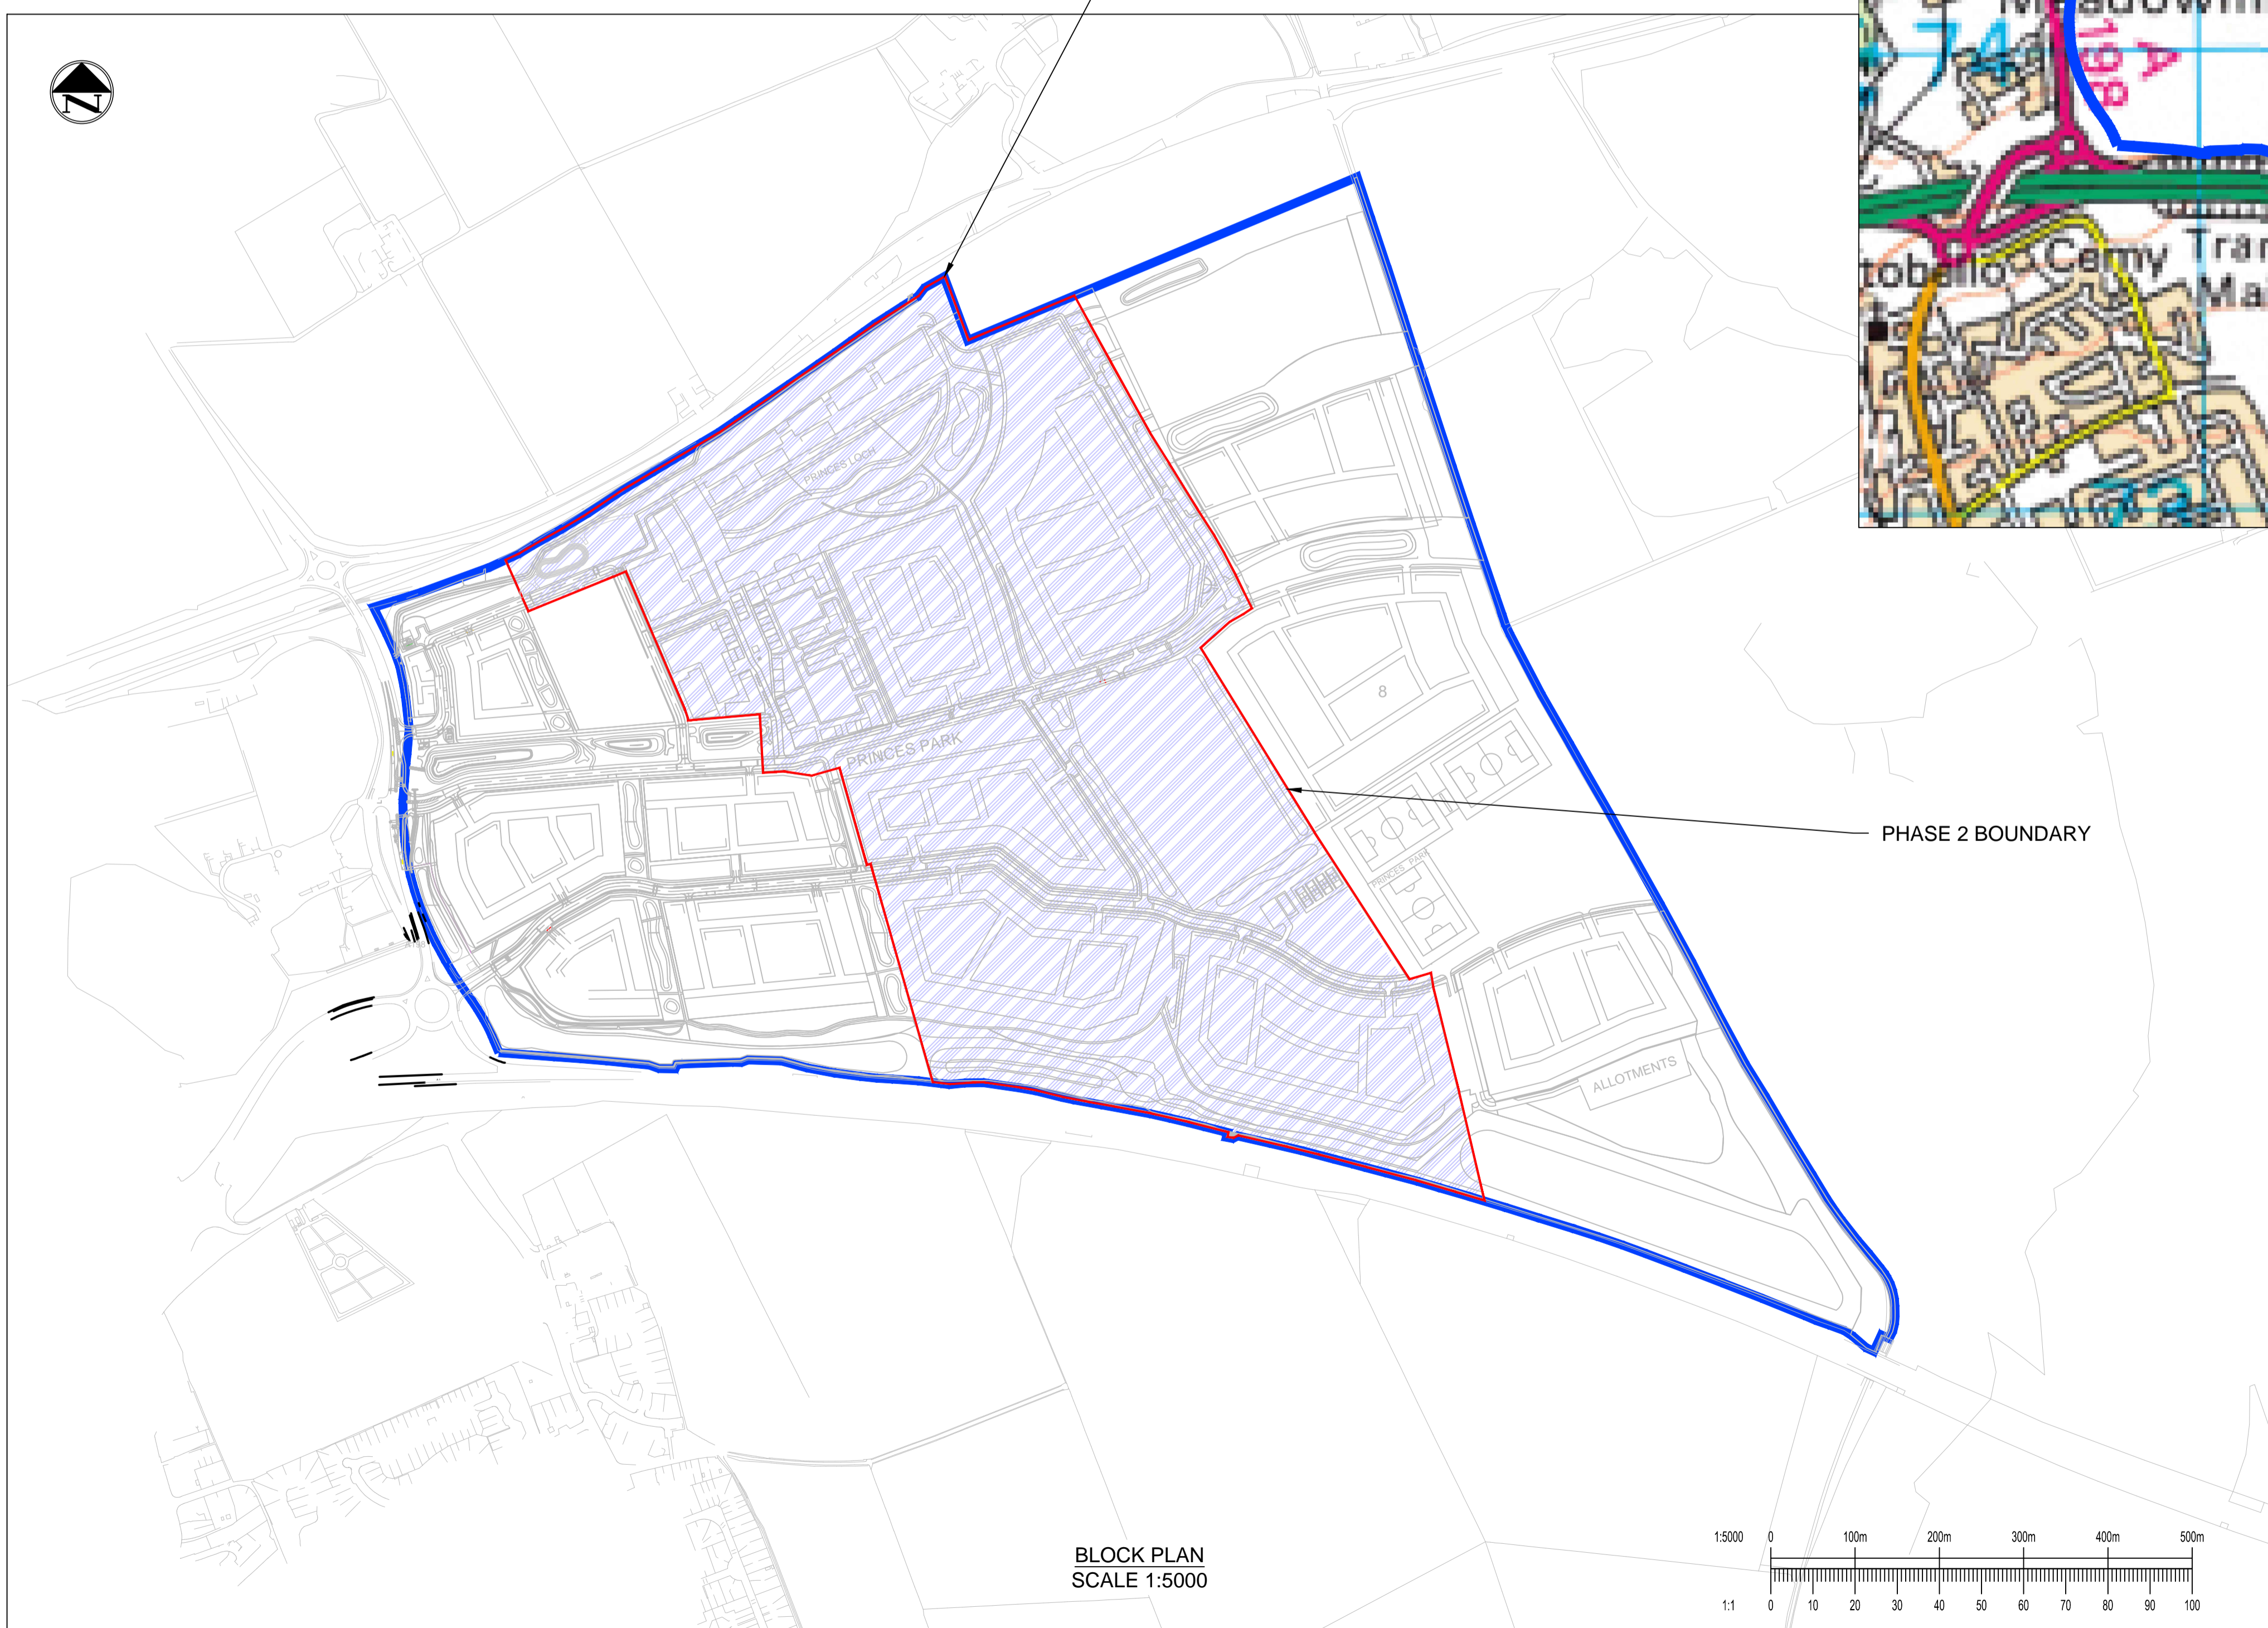 N
74
A
198
PRINCES LOCH
8
PRINCES PARK
PHASE 2 BOUNDARY
PRINCES PARK
ALLOTMENTS
BLOCK PLAN
SCALE 1:5000
1:5000 0 100m 200m 300m 400m 500m
1:1 0 10 20 30 40 50 60 70 80 90 100